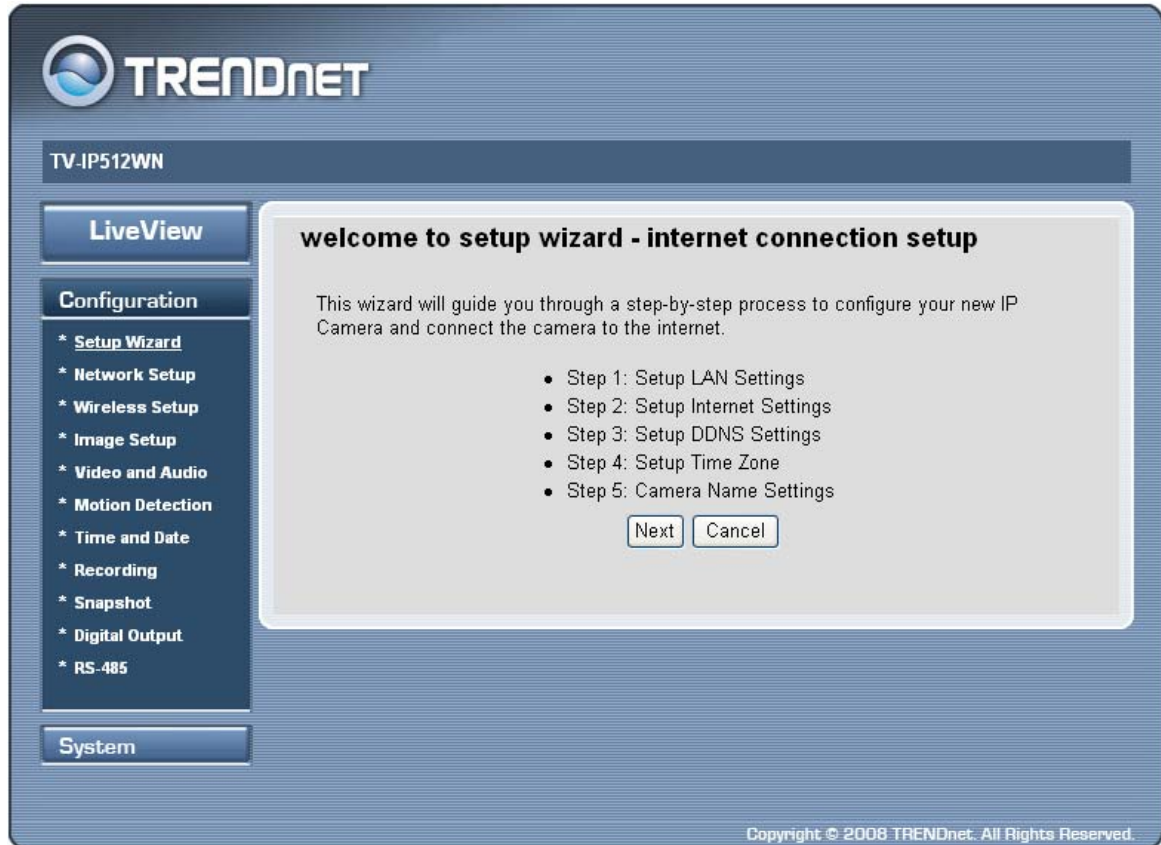 TRENDNET
TV-IP512WN
LiveView
Configuration
* Setup Wizard
* Network Setup
* Wireless Setup
* Image Setup
* Video and Audio
* Motion Detection
* Time and Date
* Recording
* Snapshot
* Digital Output
* RS-485
System
welcome to setup wizard - internet connection setup
This wizard will guide you through a step-by-step process to configure your new IP
Camera and connect the camera to the internet.
• Step 1: Setup LAN Settings
• Step 2: Setup Internet Settings
• Step 3: Setup DDNS Settings
• Step 4: Setup Time Zone
• Step 5: Camera Name Settings
Next Cancel
Copyright © 2008 TRENDnet. All Rights Reserved.